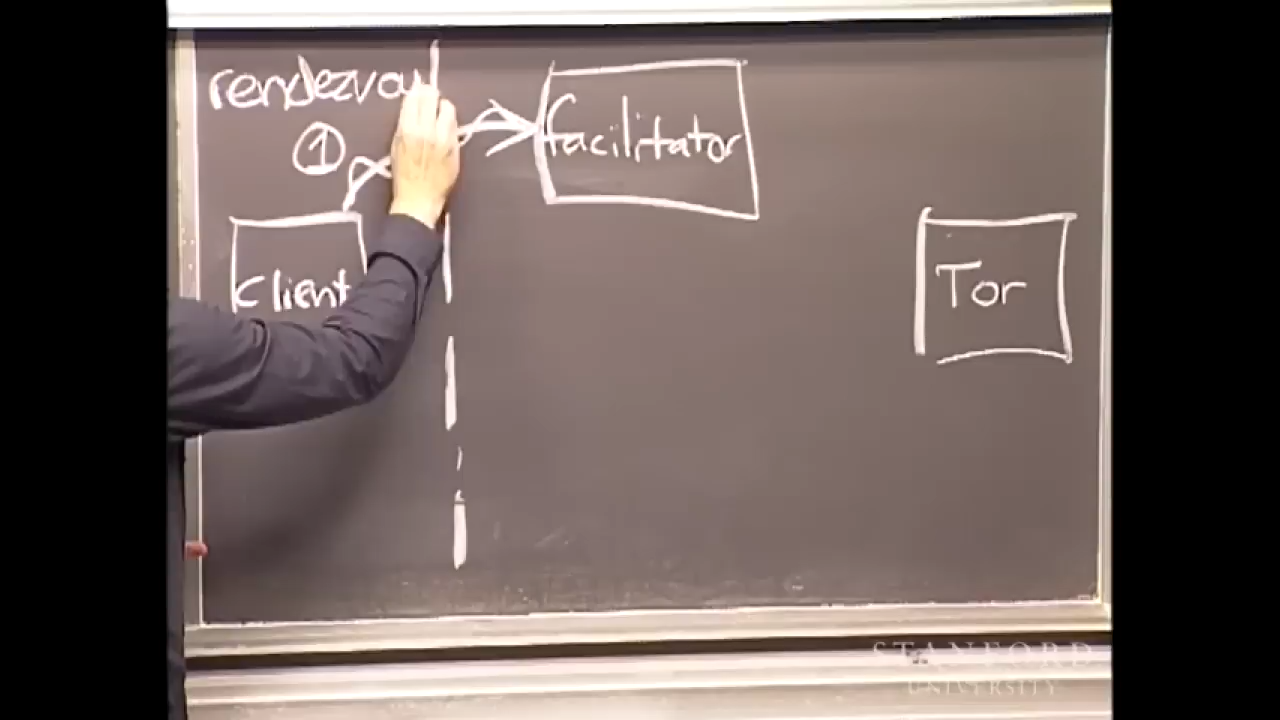 rendezvou
①
facilitator
client
Tor
STANFORD
UNIVERSITY